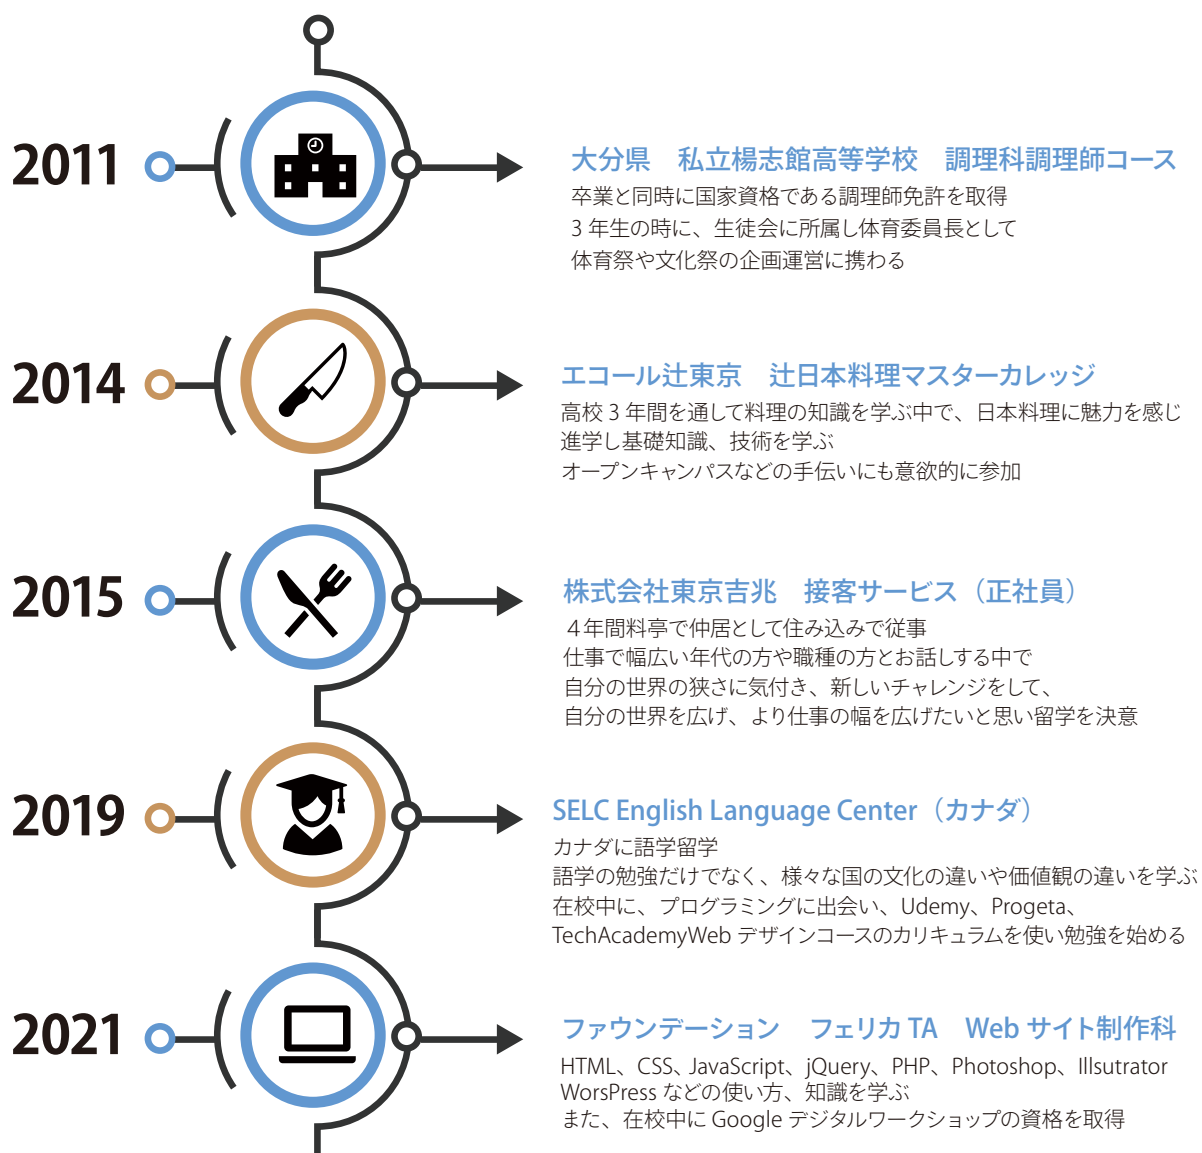 2011
大分県　私立楊志館高等学校　調理科調理師コース
卒業と同時に国家資格である調理師免許を取得
3 年生の時に、生徒会に所属し体育委員長として
体育祭や文化祭の企画運営に携わる
2014
エコール辻東京　辻日本料理マスターカレッジ
高校 3 年間を通して料理の知識を学ぶ中で、日本料理に魅力を感じ
進学し基礎知識、技術を学ぶ
オープンキャンパスなどの手伝いにも意欲的に参加
2015
株式会社東京吉兆　接客サービス（正社員）
４年間料亭で仲居として住み込みで従事
仕事で幅広い年代の方や職種の方とお話しする中で
自分の世界の狭さに気付き、新しいチャレンジをして、
自分の世界を広げ、より仕事の幅を広げたいと思い留学を決意
2019
SELC English Language Center（カナダ）
カナダに語学留学
語学の勉強だけでなく、様々な国の文化の違いや価値観の違いを学ぶ
在校中に、プログラミングに出会い、Udemy、Progeta、
TechAcademyWeb デザインコースのカリキュラムを使い勉強を始める
2021
ファウンデーション　フェリカ TA　Web サイト制作科
HTML、CSS、JavaScript、jQuery、PHP、Photoshop、Illsutrator
WorsPress などの使い方、知識を学ぶ
また、在校中に Google デジタルワークショップの資格を取得